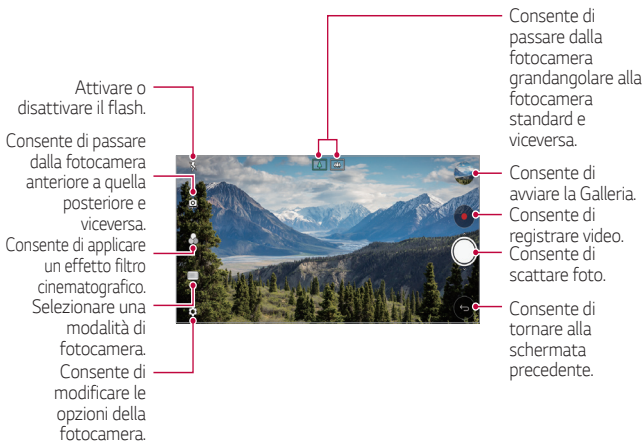 Attivare o
disattivare il flash.
Consente di passare
dalla fotocamera
anteriore a quella
posteriore e
viceversa.
Consente di applicare
un effetto filtro
cinematografico.
Selezionare una
modalità di
fotocamera.
Consente di
modificare le
opzioni della
fotocamera.
Consente di
passare dalla
fotocamera
grandangolare alla
fotocamera
standard e
viceversa.
Consente di
avviare la Galleria.
Consente di
registrare video.
Consente di
scattare foto.
Consente di
tornare alla
schermata
precedente.